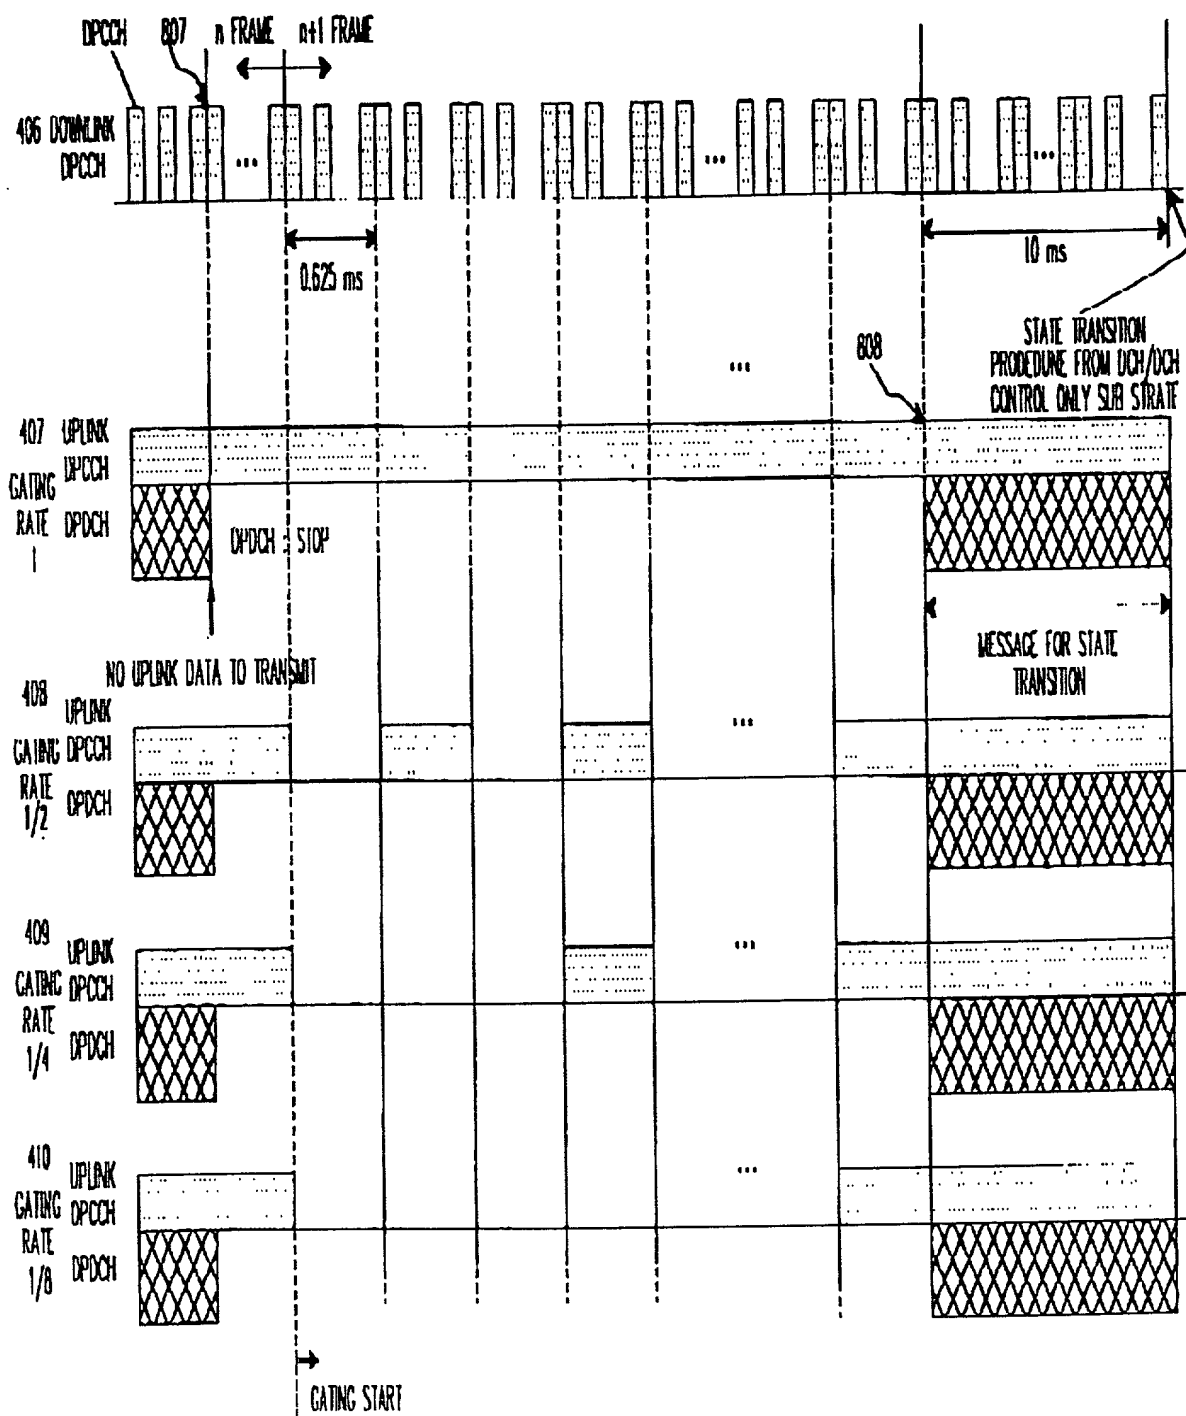 DPCCH 807 n FRAME n+1 FRAME
406 DOWNLINK
DPCCH
...
...
...
0.625 ms
10 ms
STATE TRANSITION
PRODEDUNE FROM DCH/DCH
CONTROL ONLY SUB STRATE
808
...
407 UPLINK
DPCCH
GATING
RATE DPDCH
1
DPDCH : STOP
NO UPLINK DATA TO TRANSMIT
MESSAGE FOR STATE
TRANSITION
408 UPLINK
GATING DPCCH
RATE DPDCH
1/2
...
409 UPLINK
GATING DPCCH
RATE DPDCH
1/4
...
410 UPLINK
GATING DPCCH
RATE DPDCH
1/8
...
GATING START